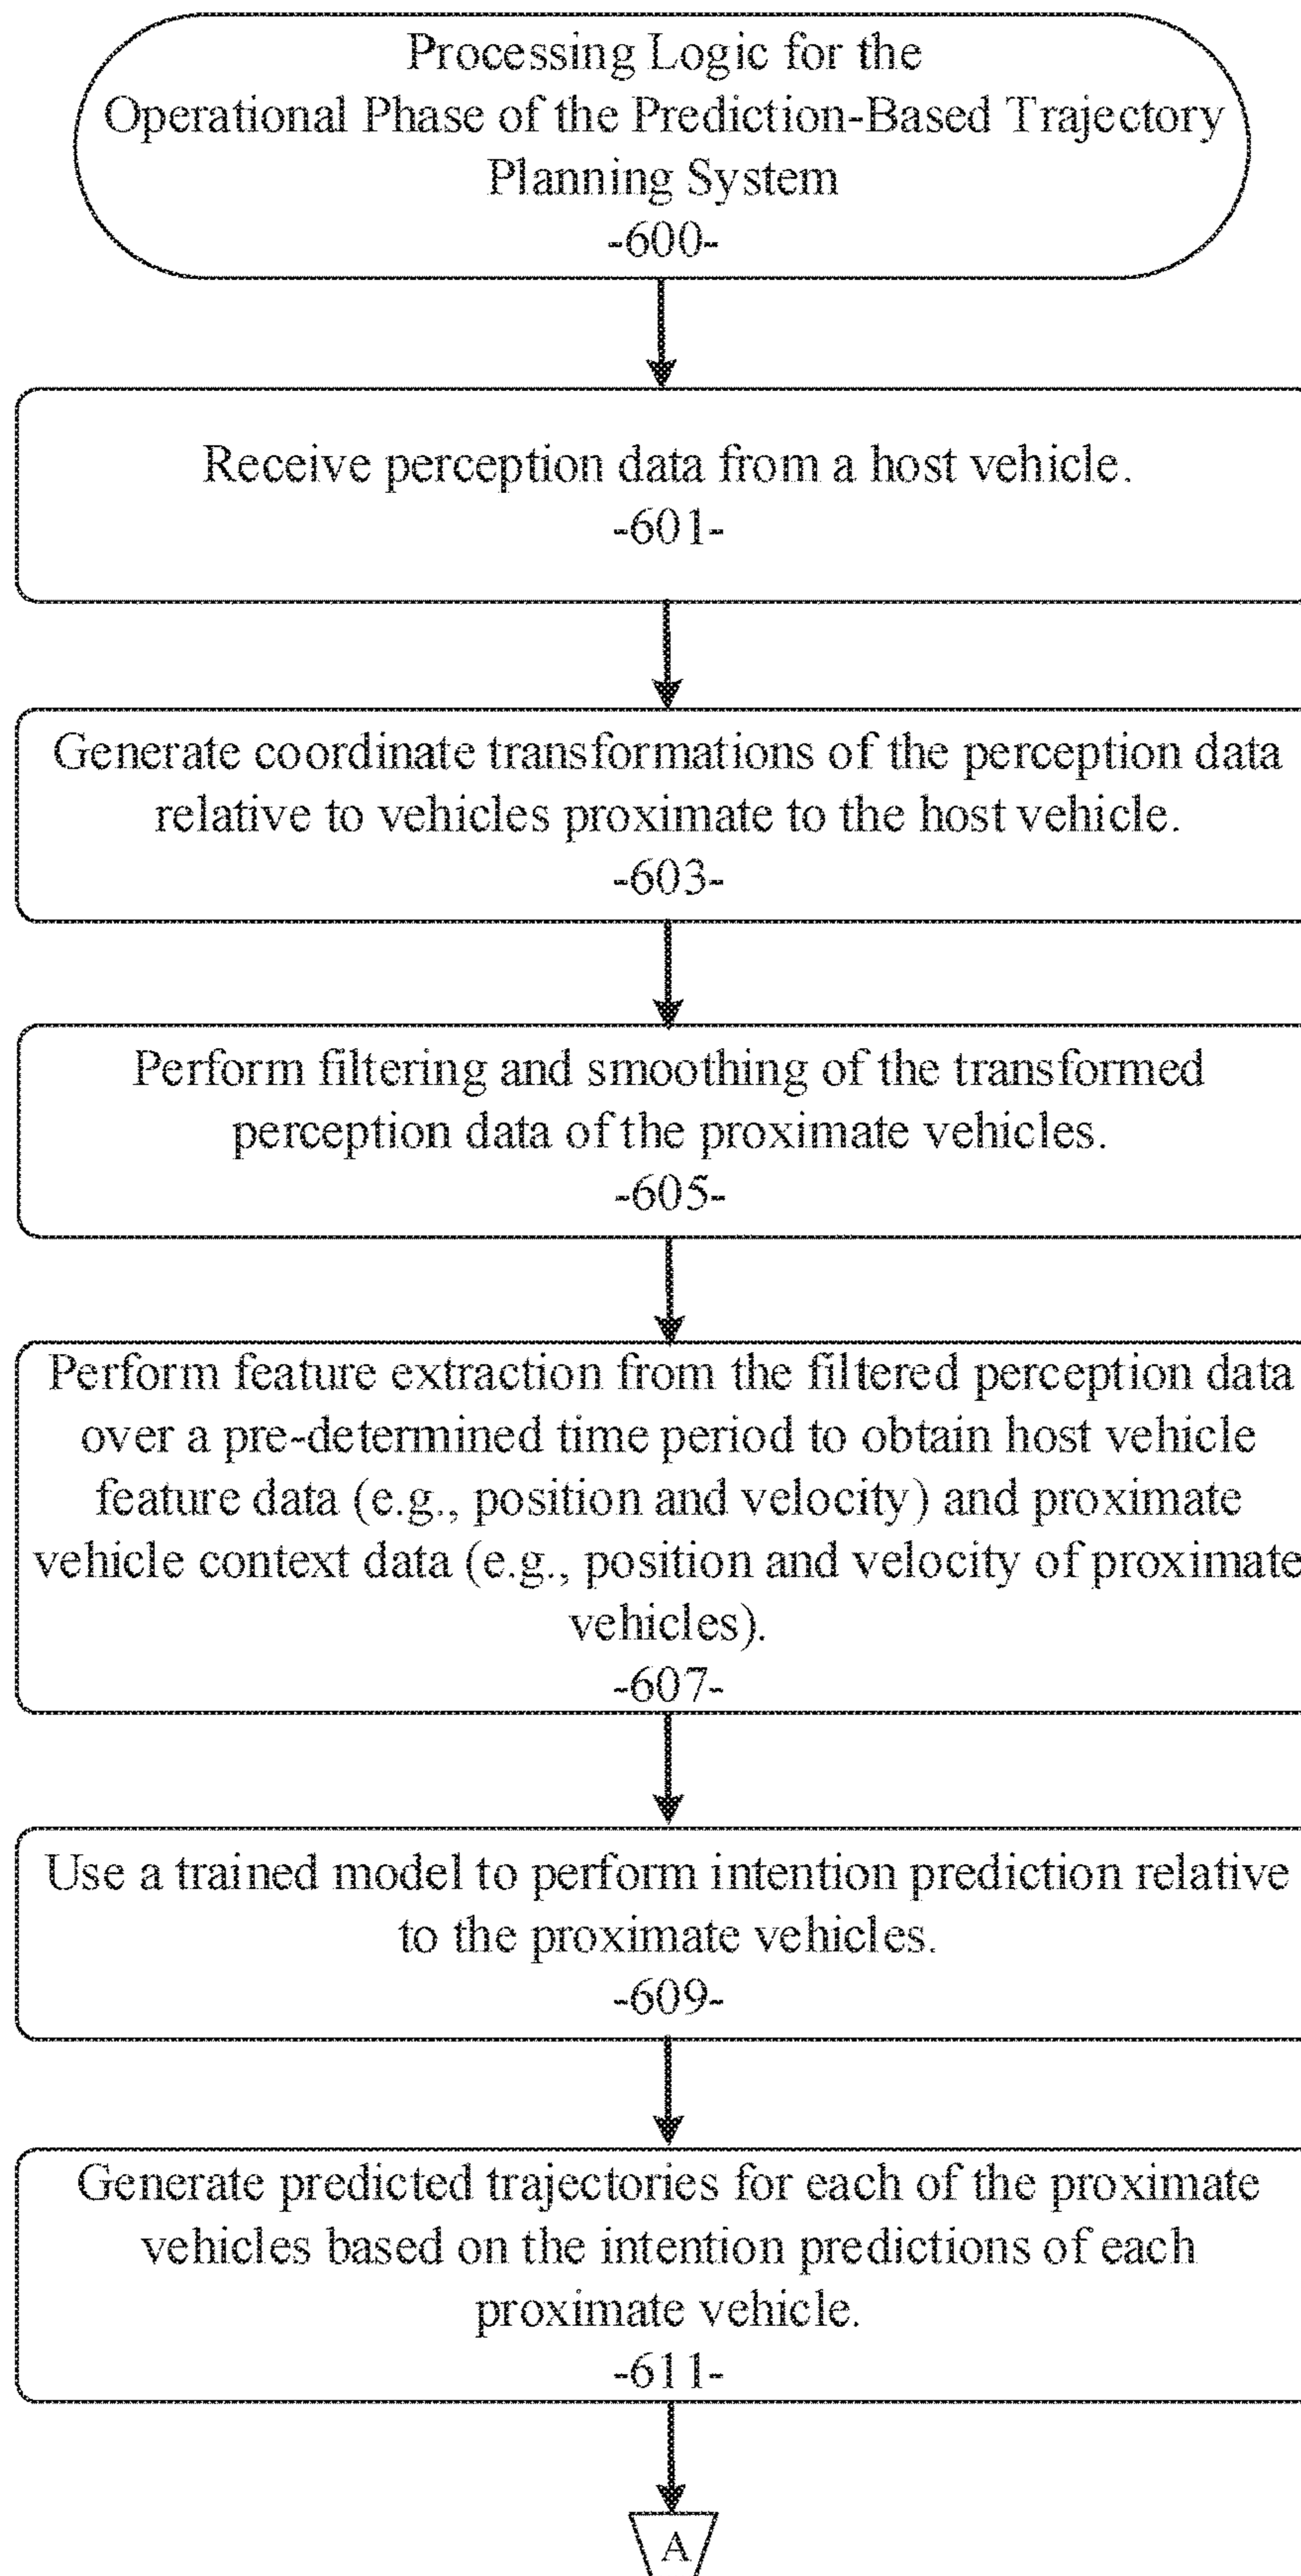 Processing Logic for the
Operational Phase of the Prediction-Based Trajectory
Planning System
-600-
Receive perception data from a host vehicle.
-601-
Generate coordinate transformations of the perception data
relative to vehicles proximate to the host vehicle.
-603-
Perform filtering and smoothing of the transformed
perception data of the proximate vehicles.
-605-
Perform feature extraction from the filtered perception data
over a pre-determined time period to obtain host vehicle
feature data (e.g., position and velocity) and proximate
vehicle context data (e.g., position and velocity of proximate
vehicles).
-607-
Use a trained model to perform intention prediction relative
to the proximate vehicles.
-609-
Generate predicted trajectories for each of the proximate
vehicles based on the intention predictions of each
proximate vehicle.
-611-
A